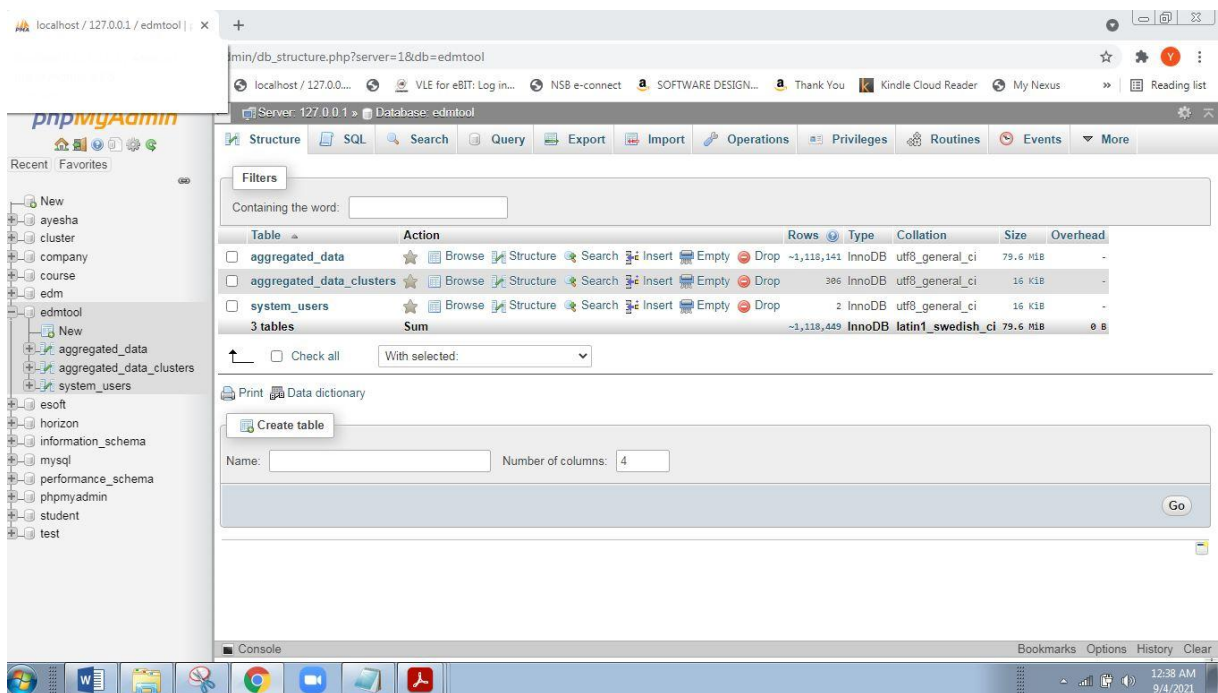 localhost / 127.0.0.1 / edmtool |
min/db_structure.php?server=1&db=edmtool
localhost / 127.0.0.... VLE for eBIT: Log in... NSB e-connect SOFTWARE DESIGN... Thank You Kindle Cloud Reader My Nexus » Reading list
Y
phpMyAdmin
Recent Favorites
New
ayesha
cluster
company
course
edm
edmtool
New
aggregated_data
aggregated_data_clusters
system_users
esoft
horizon
information_schema
mysql
performance_schema
phpmyadmin
student
test
Server: 127.0.0.1 » Database: edmtool
Structure SQL Search Query Export Import Operations Privileges Routines Events More
Filters
Containing the word:
Table Action Rows Type Collation Size Overhead
aggregated_data Browse Structure Search Insert Empty Drop ~1,118,141 InnoDB utf8_general_ci 79.6 MiB -
aggregated_data_clusters Browse Structure Search Insert Empty Drop 306 InnoDB utf8_general_ci 16 KiB -
system_users Browse Structure Search Insert Empty Drop 2 InnoDB utf8_general_ci 16 KiB -
3 tables Sum ~1,118,449 InnoDB latin1_swedish_ci 79.6 MiB 0 B
Check all With selected:
Print Data dictionary
Create table
Name: Number of columns: 4
Go
Console Bookmarks Options History Clear
12:38 AM
9/4/2021